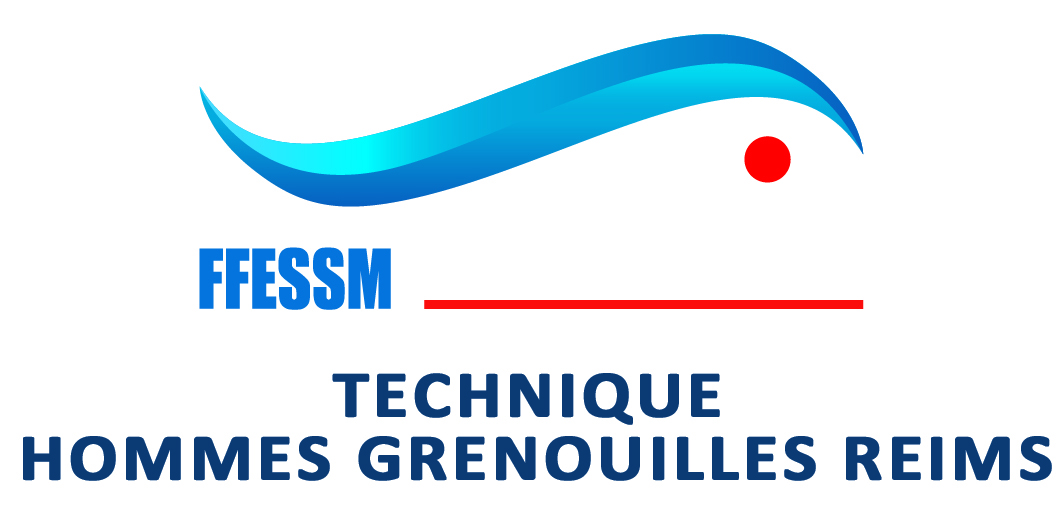 FFESSM
TECHNIQUE
HOMMES GRENOUILLES REIMS